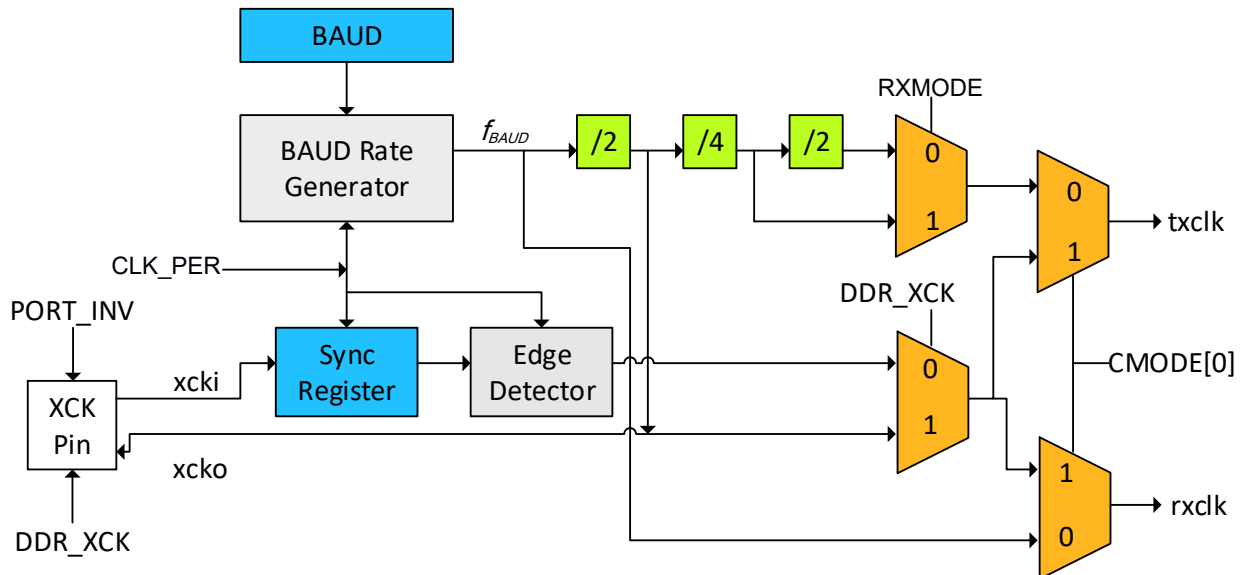 BAUD
RXMODE
BAUD Rate
Generator
fBAUD
/2
/4
/2
0
1
0
1
txclk
CLK_PER
PORT_INV
DDR_XCK
Sync
Register
Edge
Detector
0
1
CMODE[0]
xcki
XCK
Pin
xcko
1
0
rxclk
DDR_XCK